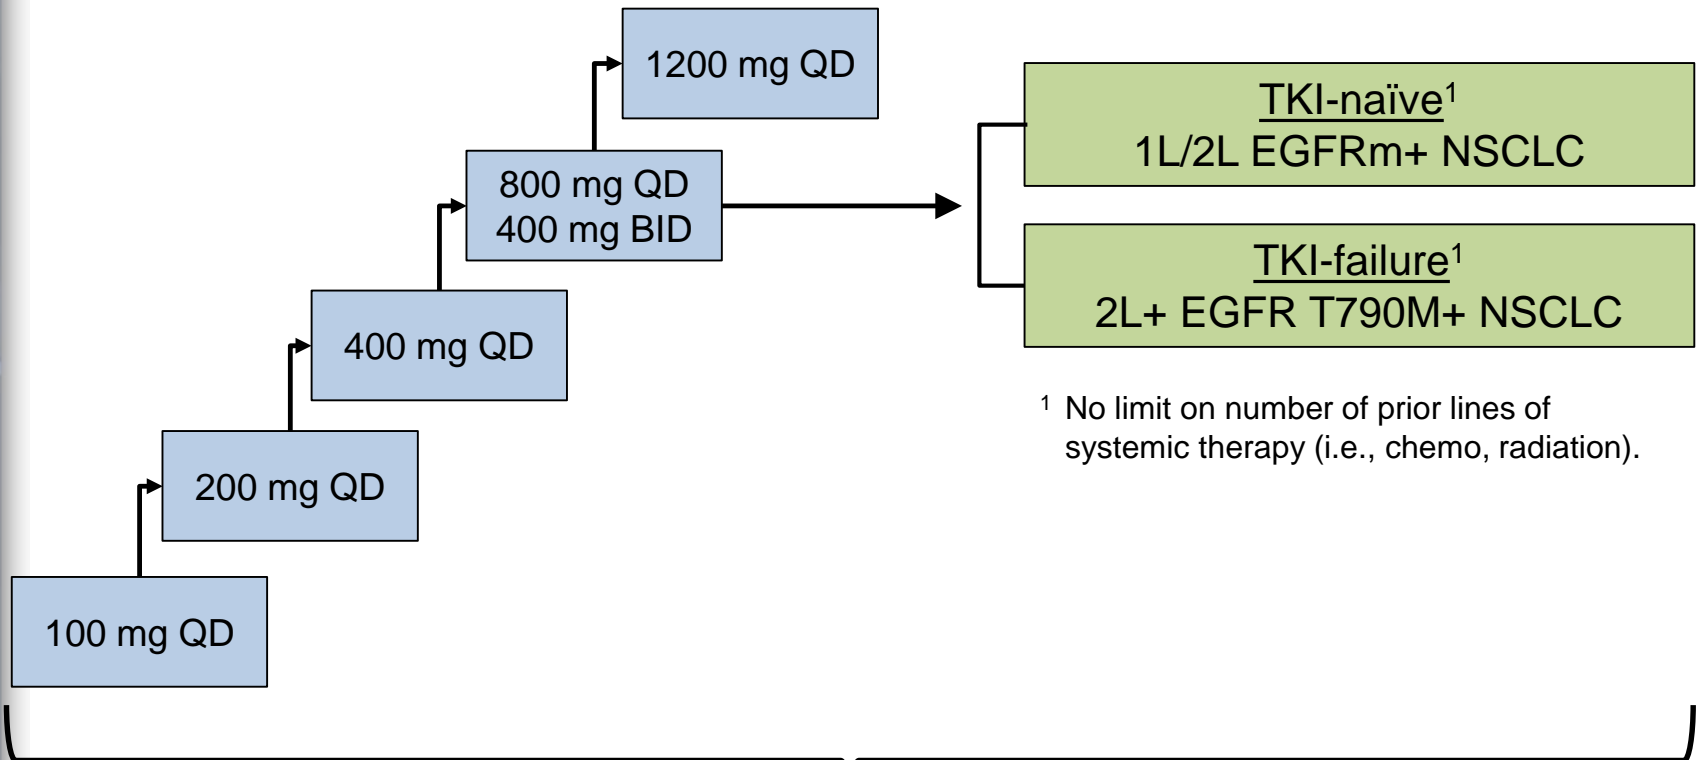 1200 mg QD
800 mg QD
400 mg BID
400 mg QD
200 mg QD
100 mg QD
TKI-naïve¹
1L/2L EGFRm+ NSCLC
TKI-failure¹
2L+ EGFR T790M+ NSCLC
¹ No limit on number of prior lines of
systemic therapy (i.e., chemo, radiation).